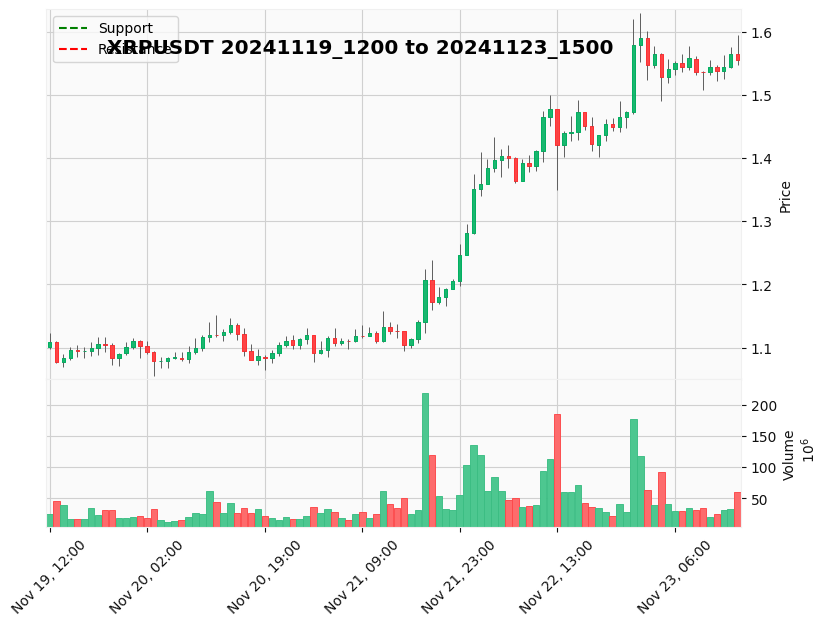 Support
Resistance
XRPUSDT 20241119_1200 to 20241123_1500
1.6
1.5
1.4
1.3
1.2
1.1
Price
200
150
100
50
Volume
10^6
Nov 19, 12:00
Nov 20, 02:00
Nov 20, 19:00
Nov 21, 09:00
Nov 21, 23:00
Nov 22, 13:00
Nov 23, 06:00